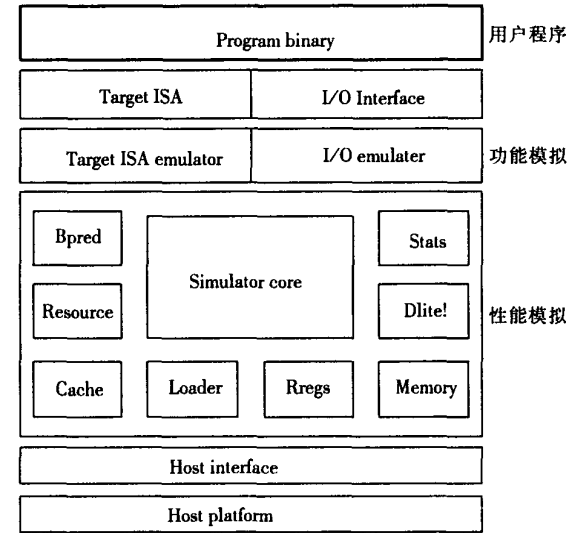 Program binary
用户程序
Target ISA
I/O Interface
Target ISA emulator
I/O emulater
功能模拟
Bpred
Simulator core
Stats
Resource
Dlite!
性能模拟
Cache
Loader
Rregs
Memory
Host interface
Host platform